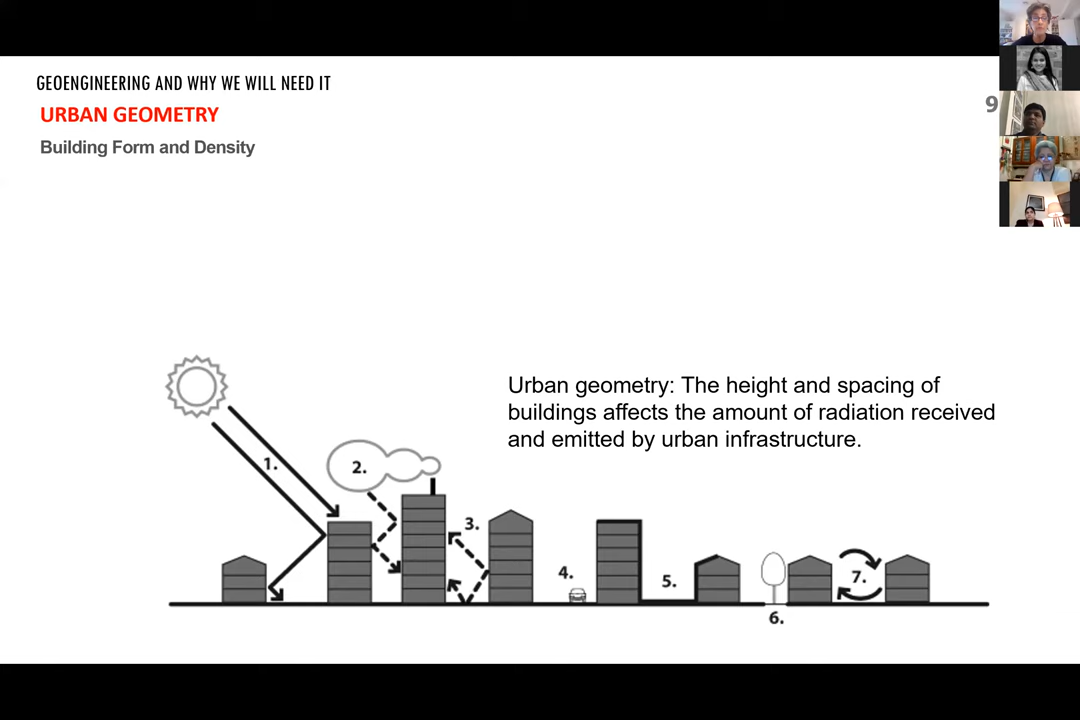 GEOENGINEERING AND WHY WE WILL NEED IT
URBAN GEOMETRY
9
Building Form and Density
Urban geometry: The height and spacing of
buildings affects the amount of radiation received
and emitted by urban infrastructure.
1.
2.
3.
4.
5.
6.
7.